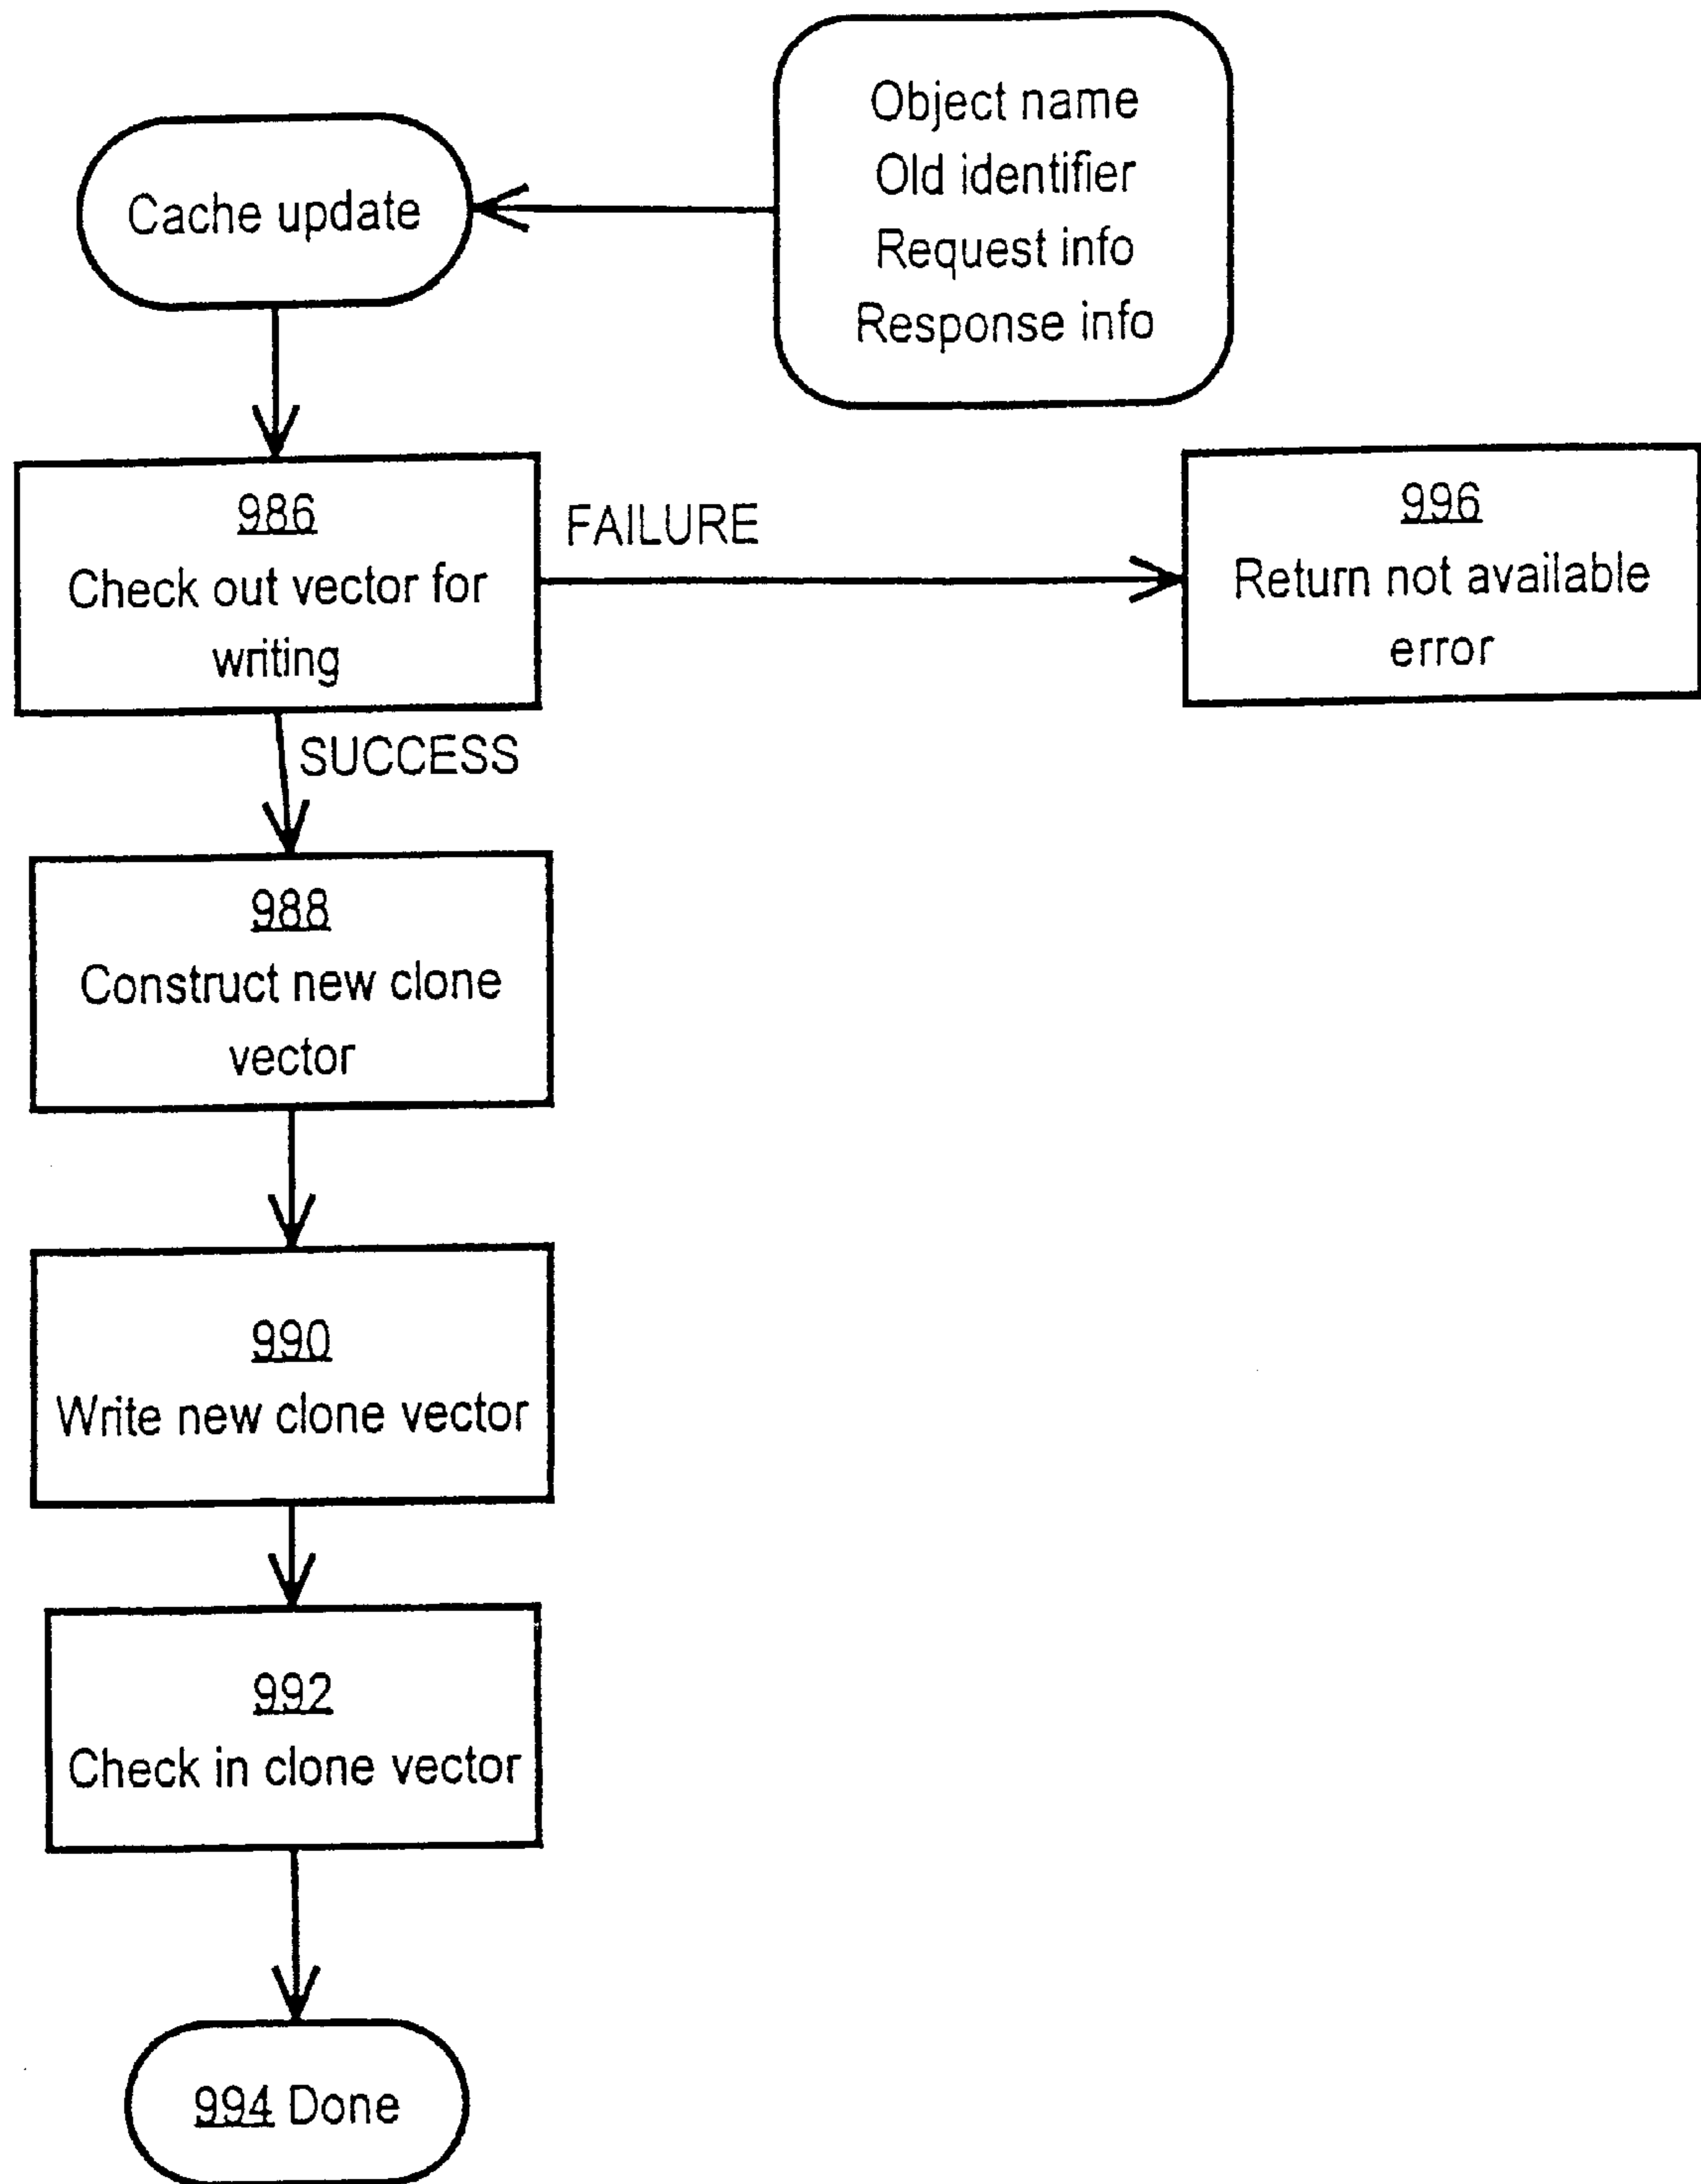 Object name
Old identifier
Request info
Response info
Cache update
986
Check out vector for
writing
FAILURE
996
Return not available
error
SUCCESS
988
Construct new clone
vector
990
Write new clone vector
992
Check in clone vector
994 Done